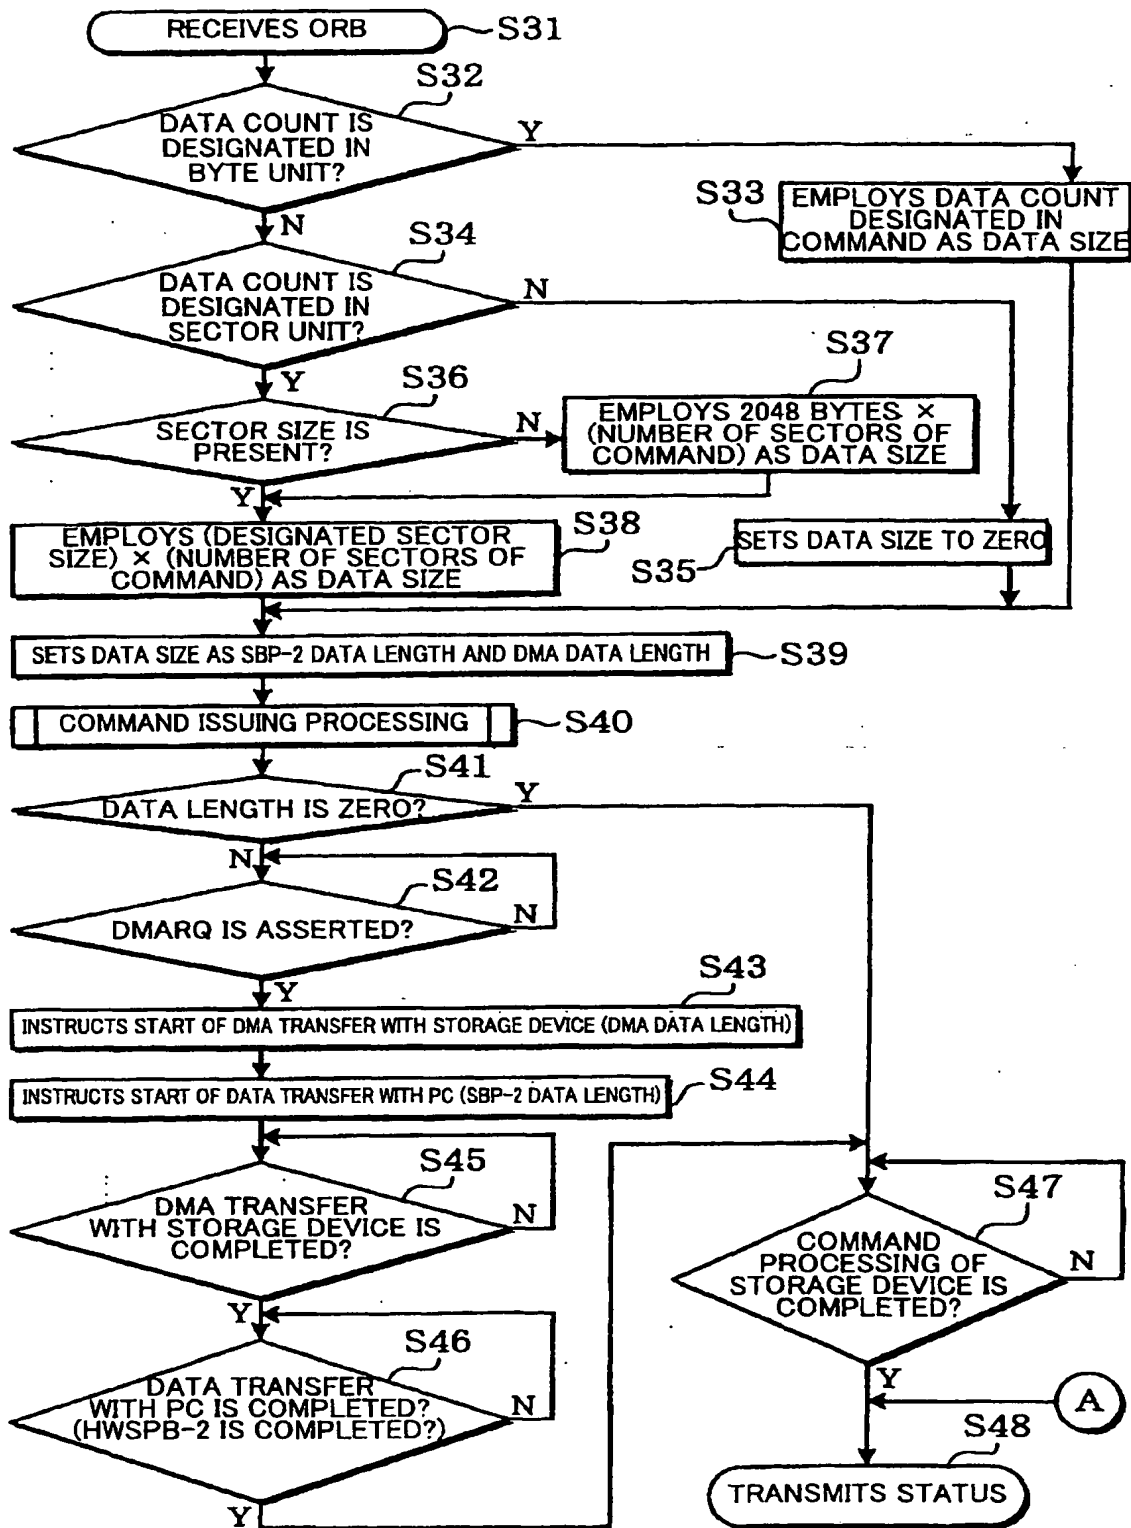 RECEIVES ORB
S31
S32
DATA COUNT IS
DESIGNATED IN
BYTE UNIT?
Y
N
S33
EMPLOYS DATA COUNT
DESIGNATED IN
COMMAND AS DATA SIZE
S34
DATA COUNT IS
DESIGNATED IN
SECTOR UNIT?
N
Y
S36
SECTOR SIZE IS
PRESENT?
N
Y
S37
EMPLOYS 2048 BYTES ×
(NUMBER OF SECTORS OF
COMMAND) AS DATA SIZE
EMPLOYS (DESIGNATED SECTOR
SIZE) × (NUMBER OF SECTORS OF
COMMAND) AS DATA SIZE
S38
SETS DATA SIZE TO ZERO
S35
SETS DATA SIZE AS SBP-2 DATA LENGTH AND DMA DATA LENGTH
S39
COMMAND ISSUING PROCESSING
S40
S41
DATA LENGTH IS ZERO?
Y
N
S42
DMARQ IS ASSERTED?
N
Y
S43
INSTRUCTS START OF DMA TRANSFER WITH STORAGE DEVICE (DMA DATA LENGTH)
S44
INSTRUCTS START OF DATA TRANSFER WITH PC (SBP-2 DATA LENGTH)
S45
DMA TRANSFER
WITH STORAGE DEVICE IS
COMPLETED?
N
Y
S46
DATA TRANSFER
WITH PC IS COMPLETED?
(HWSPB-2 IS COMPLETED?)
N
Y
S47
COMMAND
PROCESSING OF
STORAGE DEVICE IS
COMPLETED?
N
Y
A
S48
TRANSMITS STATUS